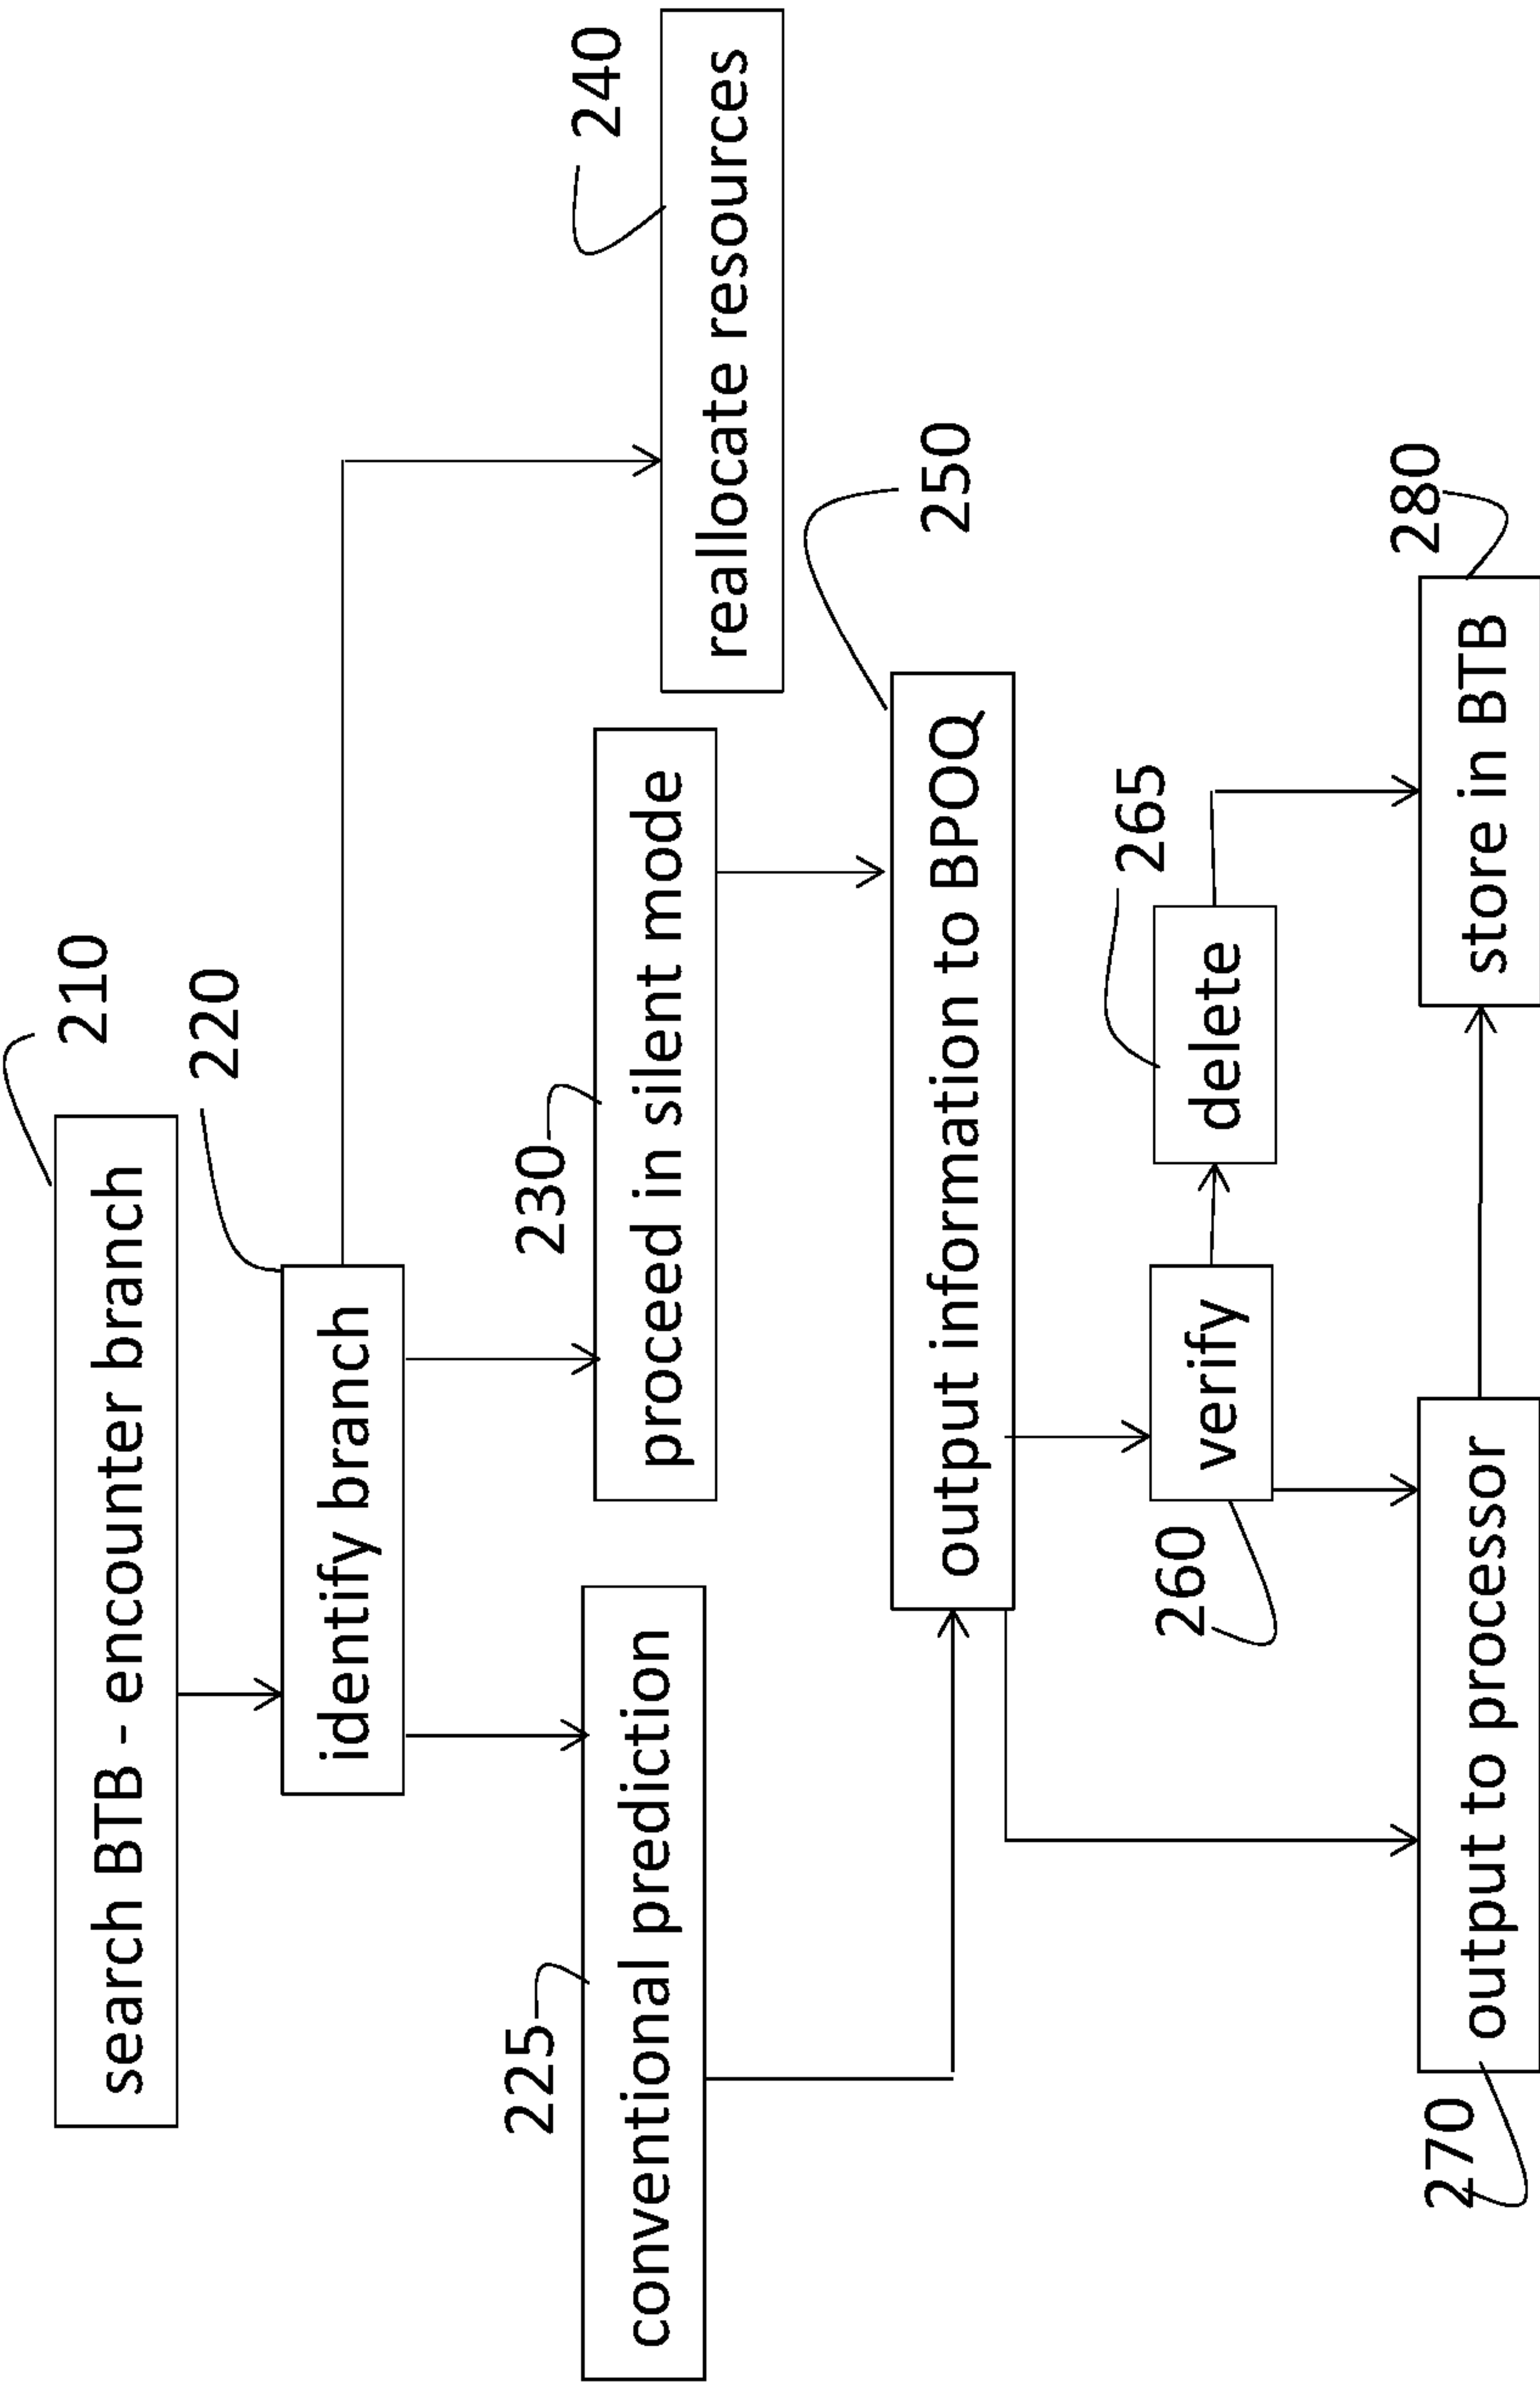 search BTB - encounter branch
210
identify branch
220
conventional prediction
225
proceed in silent mode
230
reallocate resources
240
output information to BPOQ
250
verify
260
delete
265
output to processor
270
store in BTB
280